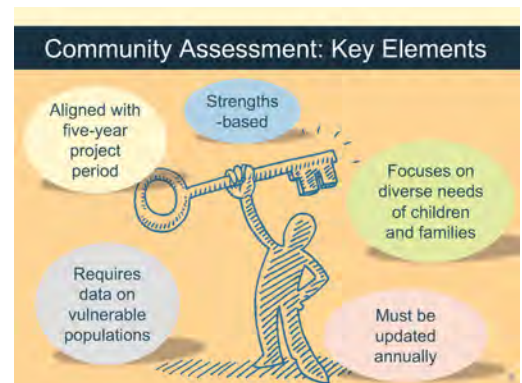 Community Assessment: Key Elements
Aligned with
five-year
project
period
Strengths
-based
Focuses on
diverse needs
of children
and families
Requires
data on
vulnerable
populations
Must be
updated
annually